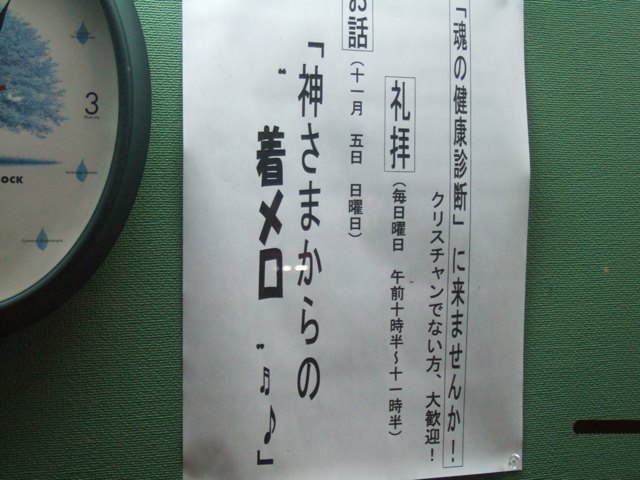 「魂の健康診断」に来ませんか！
クリスチャンでない方、大歓迎！
礼拝（毎日曜日　午前十時半～十一時半）
お話（十一月　五日　日曜日）
「神さまからの
〝着メロ〟♬♪」
3
OCK